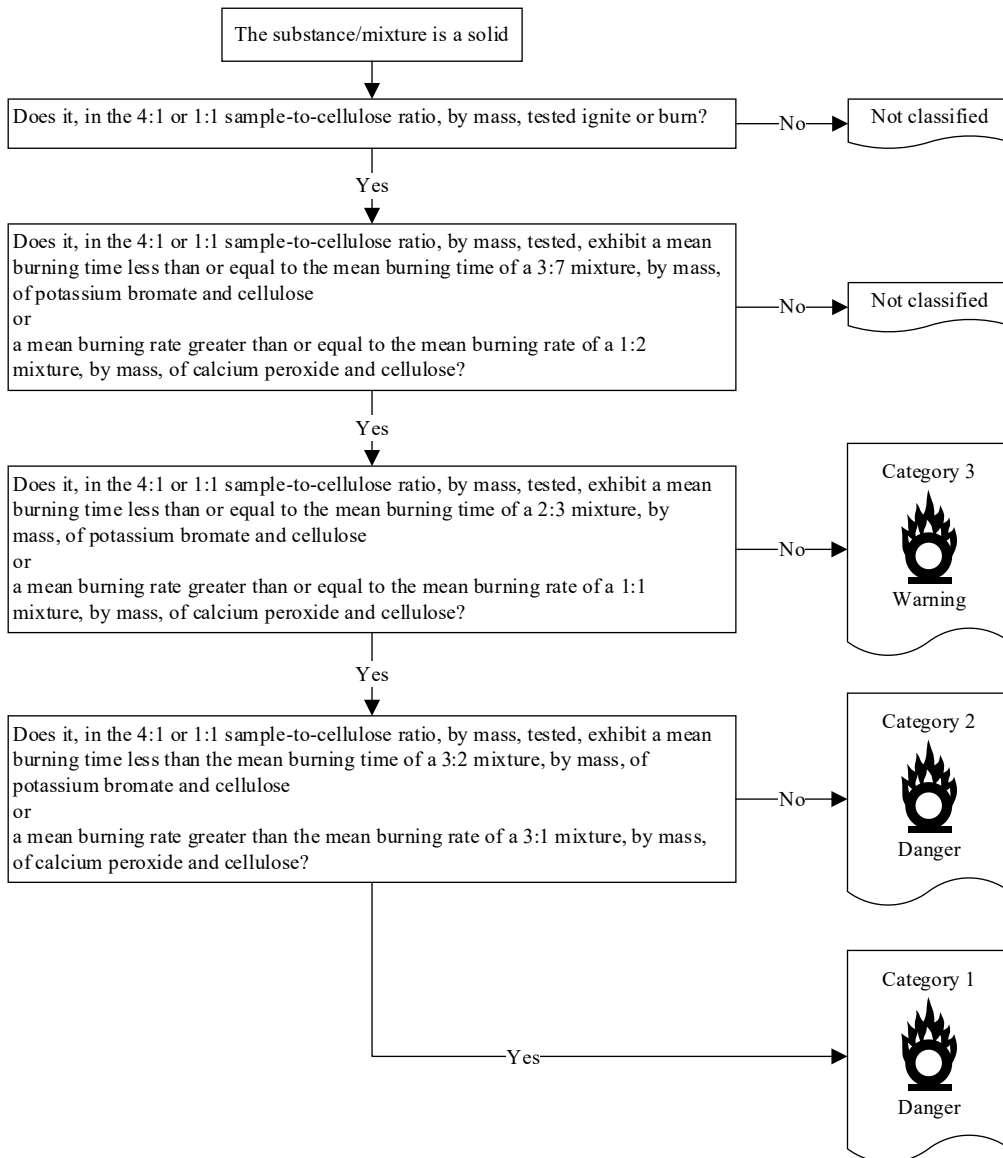 The substance/mixture is a solid
Does it, in the 4:1 or 1:1 sample-to-cellulose ratio, by mass, tested ignite or burn?
No
Not classified
Yes
Does it, in the 4:1 or 1:1 sample-to-cellulose ratio, by mass, tested, exhibit a mean
burning time less than or equal to the mean burning time of a 3:7 mixture, by mass,
of potassium bromate and cellulose
or
a mean burning rate greater than or equal to the mean burning rate of a 1:2
mixture, by mass, of calcium peroxide and cellulose?
No
Not classified
Yes
Does it, in the 4:1 or 1:1 sample-to-cellulose ratio, by mass, tested, exhibit a mean
burning time less than or equal to the mean burning time of a 2:3 mixture, by
mass, of potassium bromate and cellulose
or
a mean burning rate greater than or equal to the mean burning rate of a 1:1
mixture, by mass, of calcium peroxide and cellulose?
No
Category 3
Warning
Yes
Does it, in the 4:1 or 1:1 sample-to-cellulose ratio, by mass, tested, exhibit a mean
burning time less than the mean burning time of a 3:2 mixture, by mass, of
potassium bromate and cellulose
or
a mean burning rate greater than the mean burning rate of a 3:1 mixture, by mass,
of calcium peroxide and cellulose?
No
Category 2
Danger
Yes
Category 1
Danger